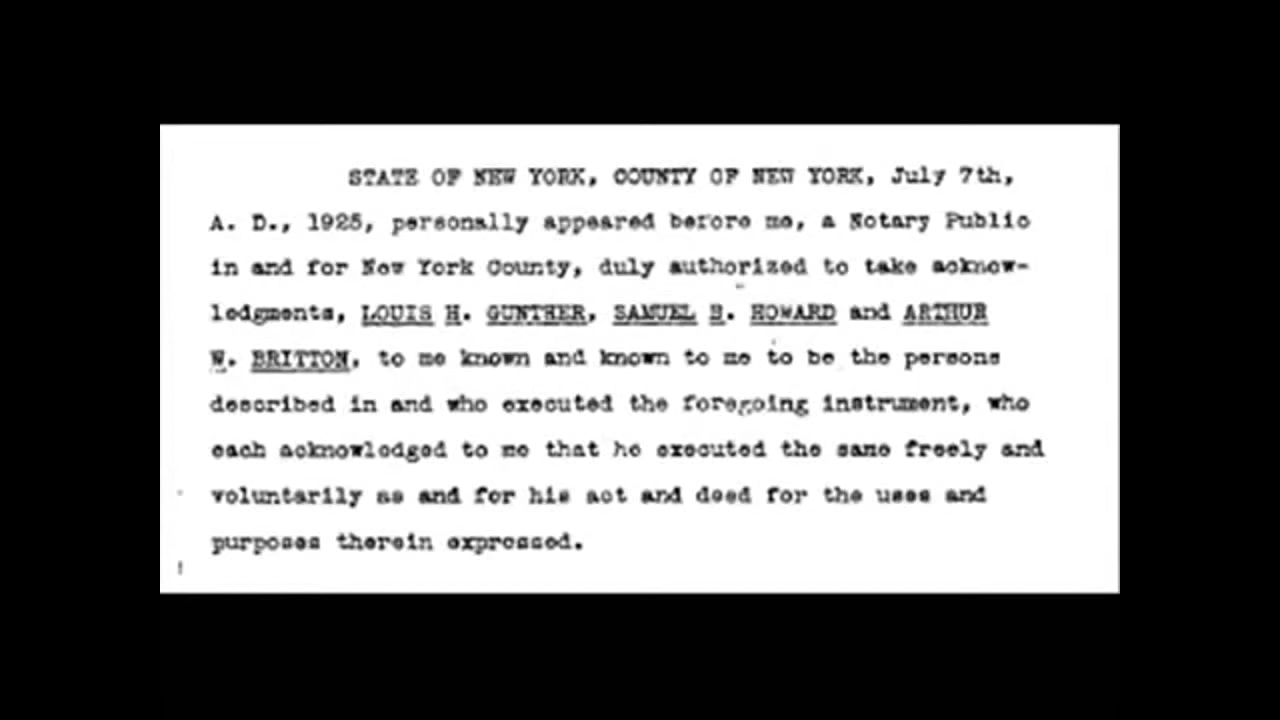 STATE OF NEW YORK, COUNTY OF NEW YORK, July 7th,
A. D., 1925, personally appeared before me, a Notary Public
in and for New York County, duly authorized to take acknow-
ledgments, LOUIS H. GUNTHER, SAMUEL B. HOWARD and ARTHUR
W. BRITTON, to me known and known to me to be the persons
described in and who executed the foregoing instrument, who
each acknowledged to me that he executed the same freely and
voluntarily as and for his act and deed for the uses and
purposes therein expressed.